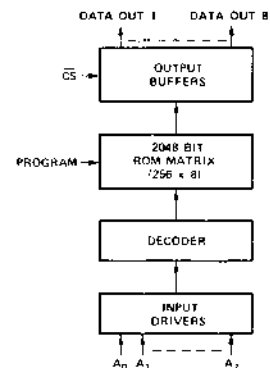 DATA OUT 1 DATA OUT 8
OUTPUT
BUFFERS
CS
2048 BIT
ROM MATRIX
(256 x 8)
PROGRAM
DECODER
INPUT
DRIVERS
A0 A1 A7